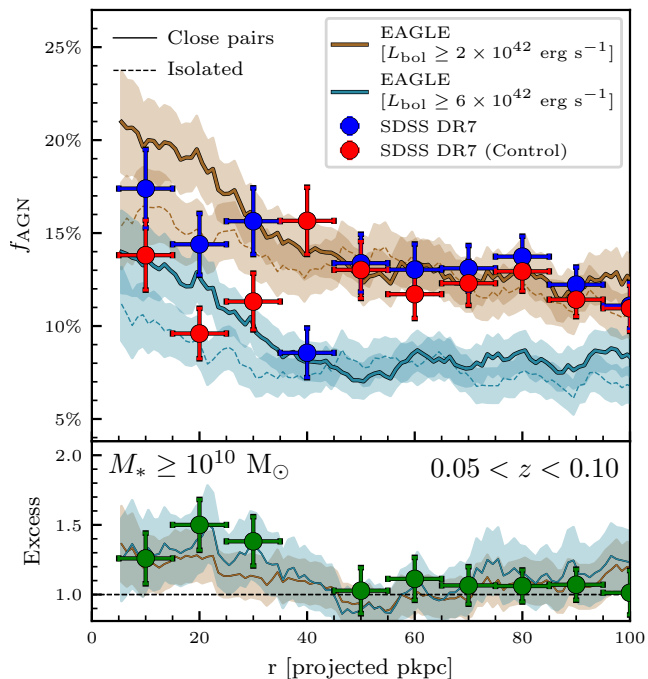 Close pairs
Isolated
EAGLE
[L_bol ≥ 2 × 10^42 erg s^−1]
EAGLE
[L_bol ≥ 6 × 10^42 erg s^−1]
SDSS DR7
SDSS DR7 (Control)
25%
20%
15%
10%
5%
f_AGN
M_* ≥ 10^10 M_⊙
0.05 < z < 0.10
2.0
1.5
1.0
Excess
0 20 40 60 80 100
r [projected pkpc]